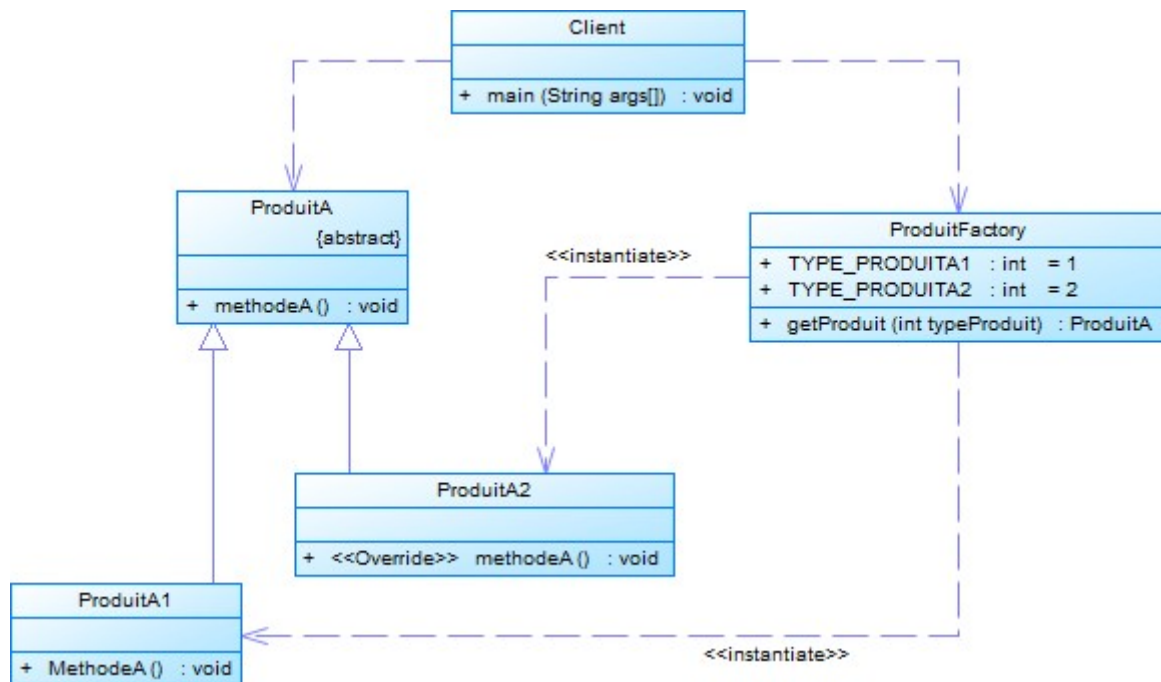 Client
+ main (String args[]) : void
ProduitA
{abstract}
+ methodeA () : void
ProduitFactory
+ TYPE_PRODUITA1 : int = 1
+ TYPE_PRODUITA2 : int = 2
+ getProduit (int typeProduit) : ProduitA
<<instantiate>>
ProduitA2
+ <<Override>> methodeA () : void
ProduitA1
+ MethodeA () : void
<<instantiate>>